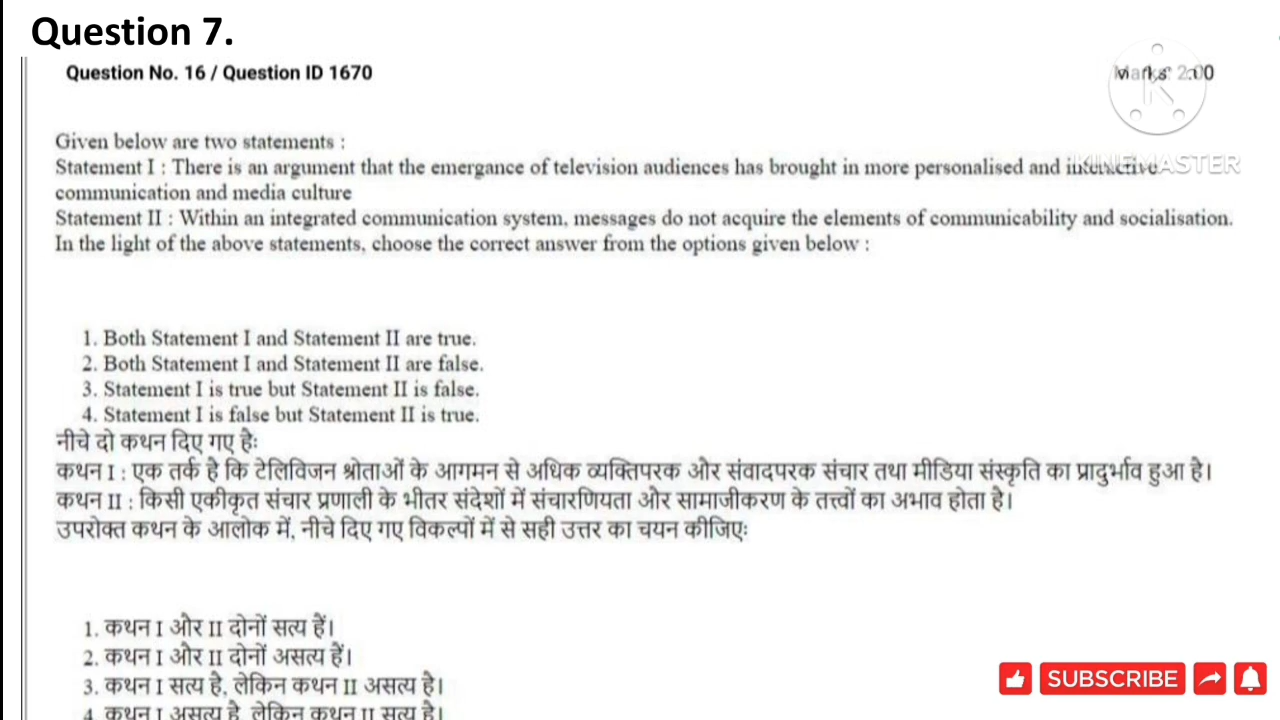 Question 7.
Question No. 16 / Question ID 1670
Marks: 2.00
Given below are two statements :
Statement I : There is an argument that the emergance of television audiences has brought in more personalised and interactive
KINEMASTER
communication and media culture
Statement II : Within an integrated communication system, messages do not acquire the elements of communicability and socialisation.
In the light of the above statements, choose the correct answer from the options given below :
1. Both Statement I and Statement II are true.
2. Both Statement I and Statement II are false.
3. Statement I is true but Statement II is false.
4. Statement I is false but Statement II is true.
नीचे दो कथन दिए गए हैः
कथन I : एक तर्क है कि टेलिविजन श्रोताओं के आगमन से अधिक व्यक्तिपरक और संवादपरक संचार तथा मीडिया संस्कृति का प्रादुर्भाव हुआ है।
कथन II : किसी एकीकृत संचार प्रणाली के भीतर संदेशों में संचारणियता और सामाजीकरण के तत्त्वों का अभाव होता है।
उपरोक्त कथन के आलोक में, नीचे दिए गए विकल्पों में से सही उत्तर का चयन कीजिएः
1. कथन I और II दोनों सत्य हैं।
2. कथन I और II दोनों असत्य हैं।
3. कथन I सत्य है, लेकिन कथन II असत्य है।
4. कथन I असत्य है, लेकिन कथन II सत्य है।
SUBSCRIBE